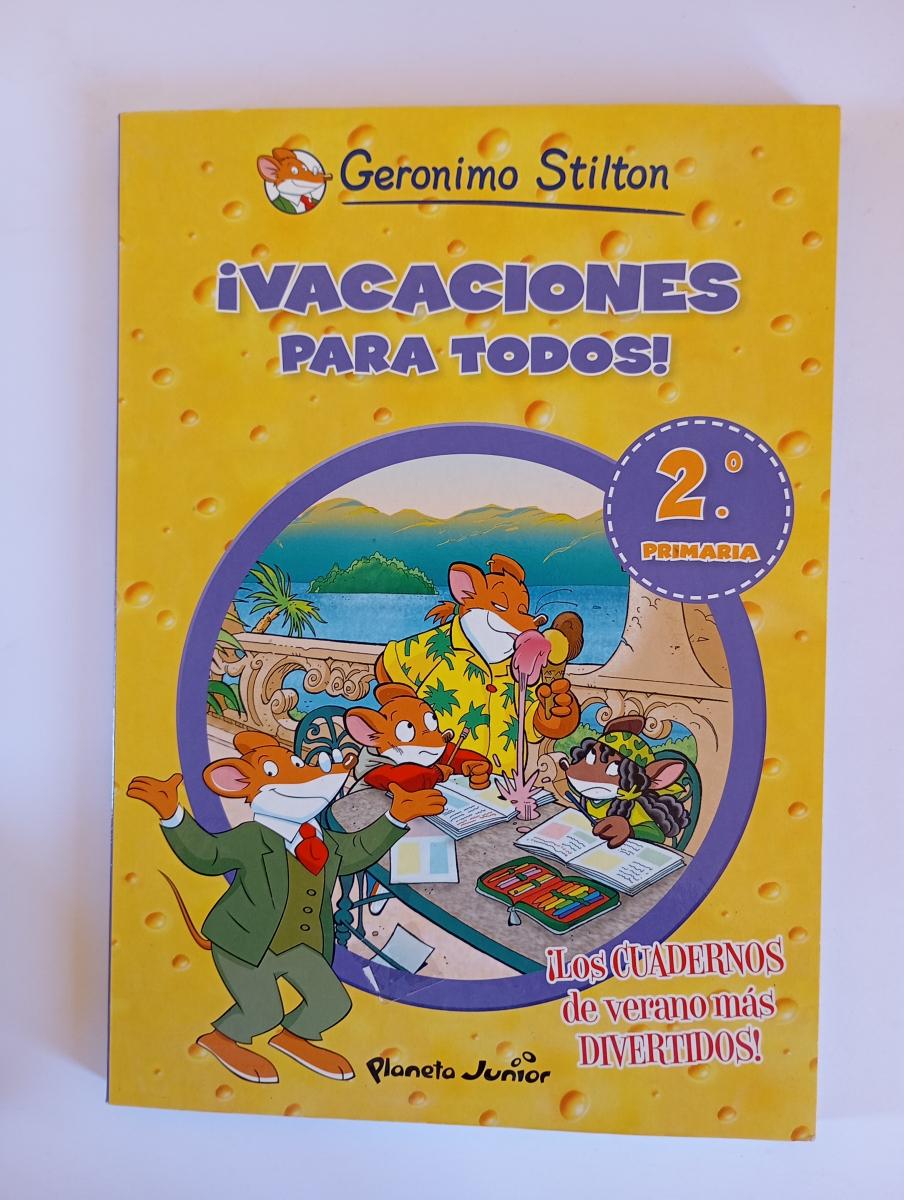 Geronimo Stilton
¡VACACIONES
PARA TODOS!
2.º
PRIMARIA
¡Los CUADERNOS
de verano más
DIVERTIDOS!
Planeta Junior